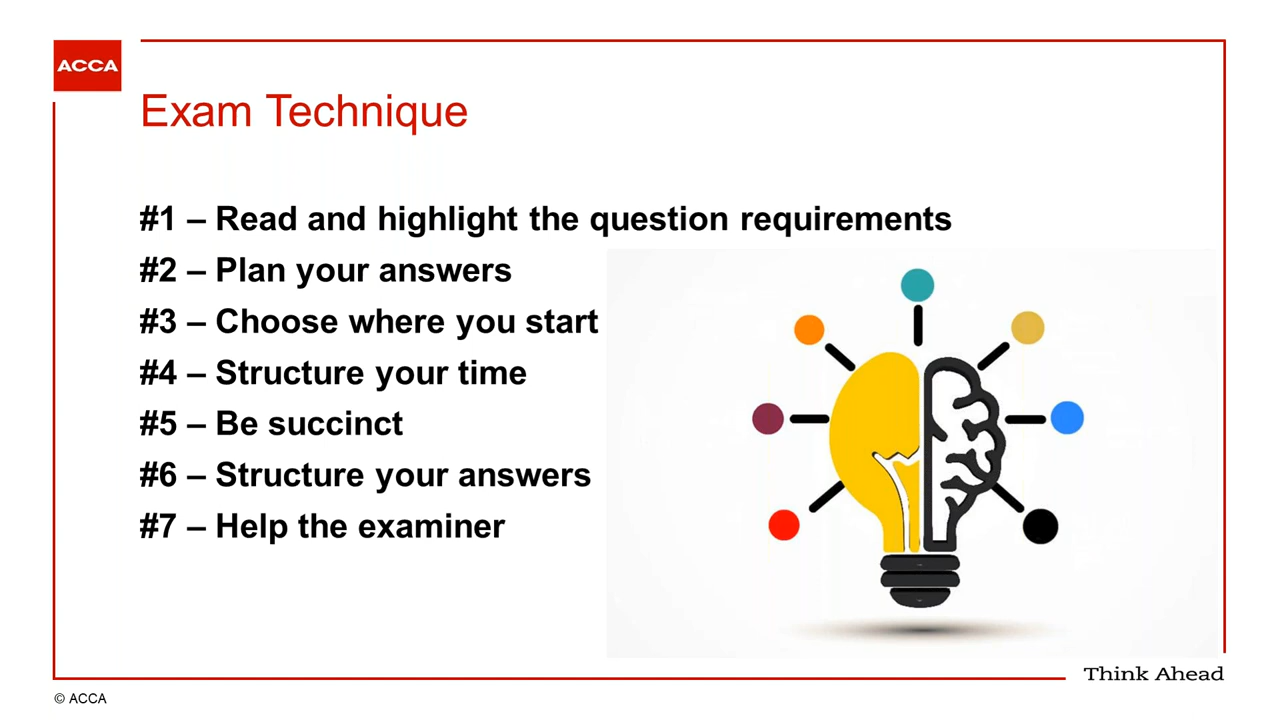 ACCA
Exam Technique
#1 – Read and highlight the question requirements
#2 – Plan your answers
#3 – Choose where you start
#4 – Structure your time
#5 – Be succinct
#6 – Structure your answers
#7 – Help the examiner
Think Ahead
© ACCA